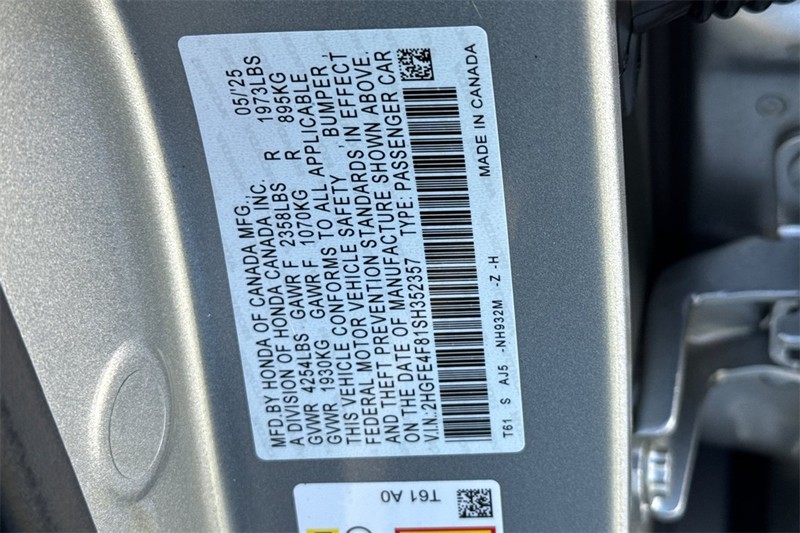 MFD.BY HONDA OF CANADA MFG., 05/'25
A DIVISION OF HONDA CANADA INC.
GVWR 4254LBS GAWR F 2358LBS R 1973LBS
GVWR 1930KG GAWR F 1070KG R 895KG
THIS VEHICLE CONFORMS TO ALL APPLICABLE
FEDERAL MOTOR VEHICLE SAFETY, BUMPER,
AND THEFT PREVENTION STANDARDS IN EFFECT
ON THE DATE OF MANUFACTURE SHOWN ABOVE.
V.I.N.:2HGFE4F81SH352357 TYPE: PASSENGER CAR
MADE IN CANADA
T61 S AJ5 -NH932M -Z -H
T61 A0